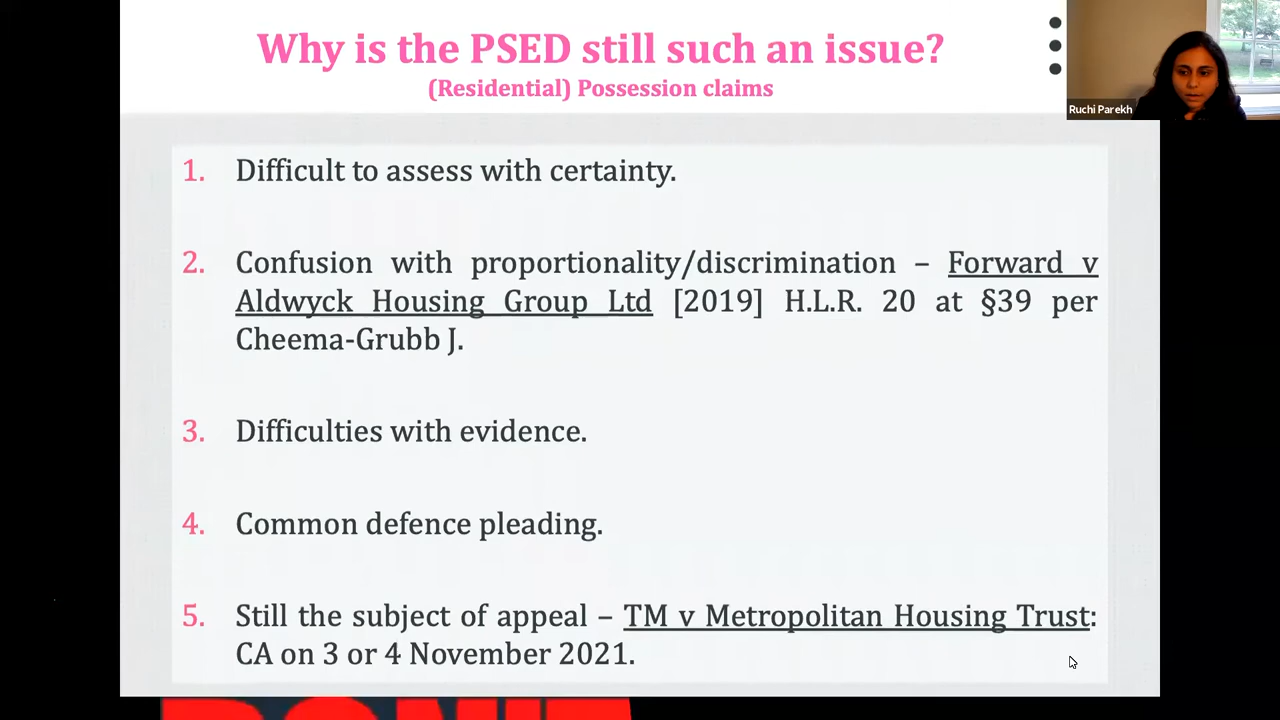 Why is the PSED still such an issue?
(Residential) Possession claims
Ruchi Parekh
1. Difficult to assess with certainty.
2. Confusion with proportionality/discrimination – Forward v
Aldwyck Housing Group Ltd [2019] H.L.R. 20 at §39 per
Cheema-Grubb J.
3. Difficulties with evidence.
4. Common defence pleading.
5. Still the subject of appeal – TM v Metropolitan Housing Trust:
CA on 3 or 4 November 2021.